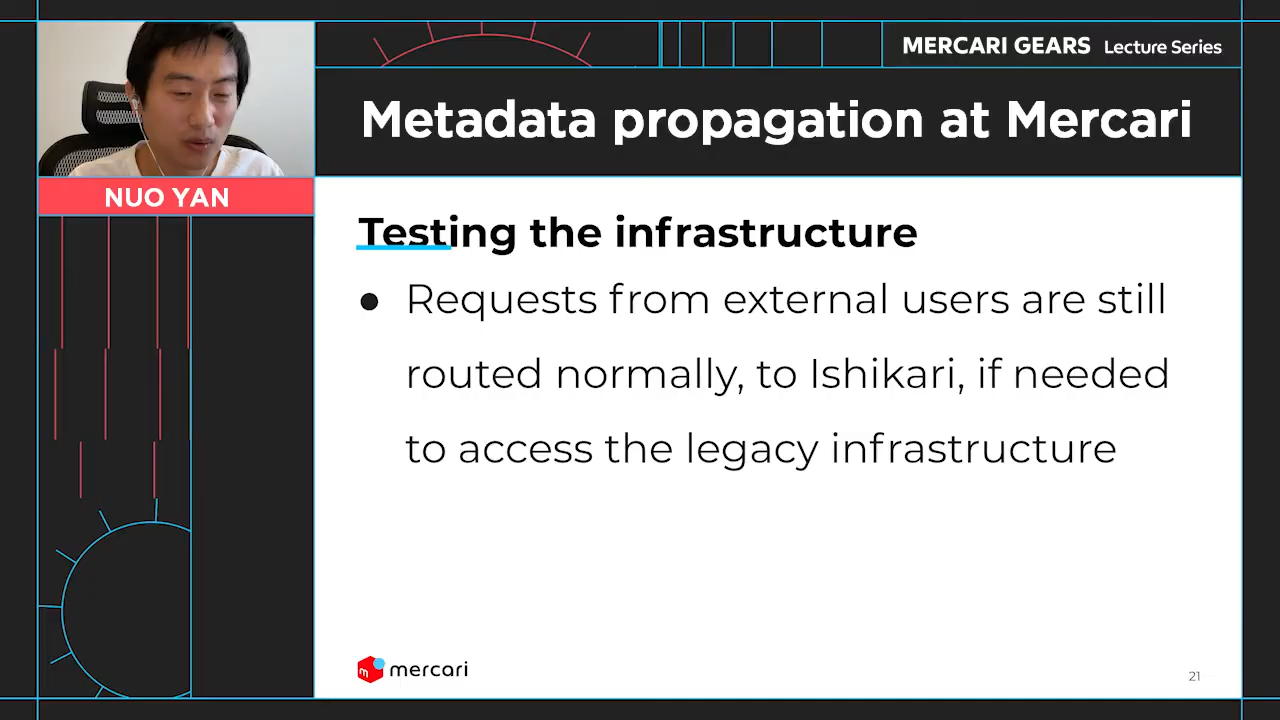 MERCARI GEARS Lecture Series
Metadata propagation at Mercari
NUO YAN
Testing the infrastructure
● Requests from external users are still
routed normally, to Ishikari, if needed
to access the legacy infrastructure
m mercari
21